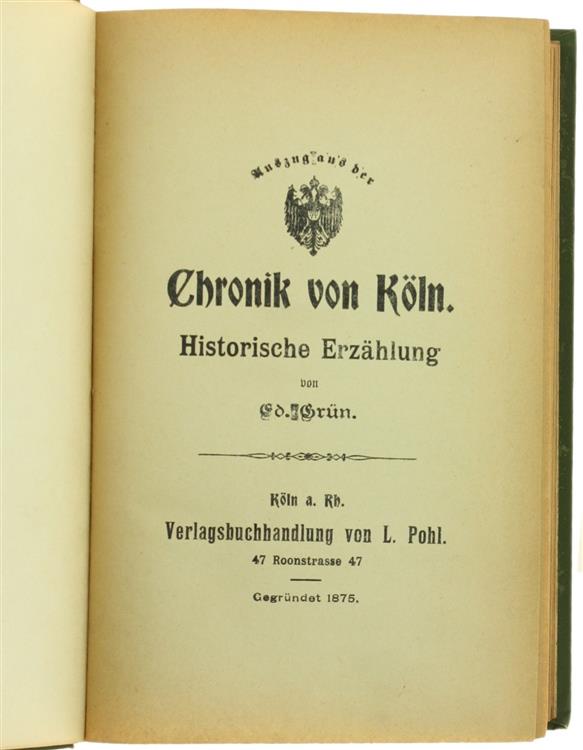 Auszug aus der
Chronik von Köln.
Historische Erzählung
von
Ed. Grün.
Köln a. Rh.
Verlagsbuchhandlung von L. Pohl.
47 Roonstrasse 47
Gegründet 1875.